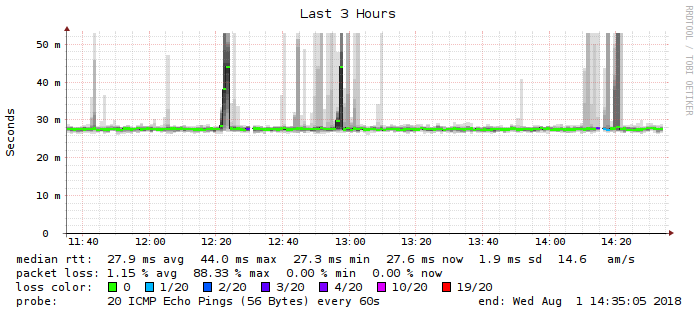 Last 3 Hours
RRDTOOL / TOBI OETIKER
Seconds
50 m
40 m
30 m
20 m
10 m
0
11:40 12:00 12:20 12:40 13:00 13:20 13:40 14:00 14:20
median rtt: 27.9 ms avg 44.0 ms max 27.3 ms min 27.6 ms now 1.9 ms sd 14.6 am/s
packet loss: 1.15 % avg 88.33 % max 0.00 % min 0.00 % now
loss color: 0 1/20 2/20 3/20 4/20 10/20 19/20
probe: 20 ICMP Echo Pings (56 Bytes) every 60s end: Wed Aug 1 14:35:05 2018